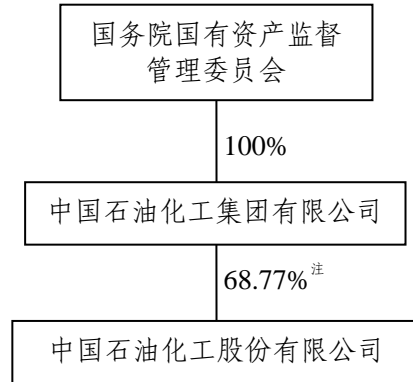 国务院国有资产监督
管理委员会
100%
中国石油化工集团有限公司
68.77%注
中国石油化工股份有限公司